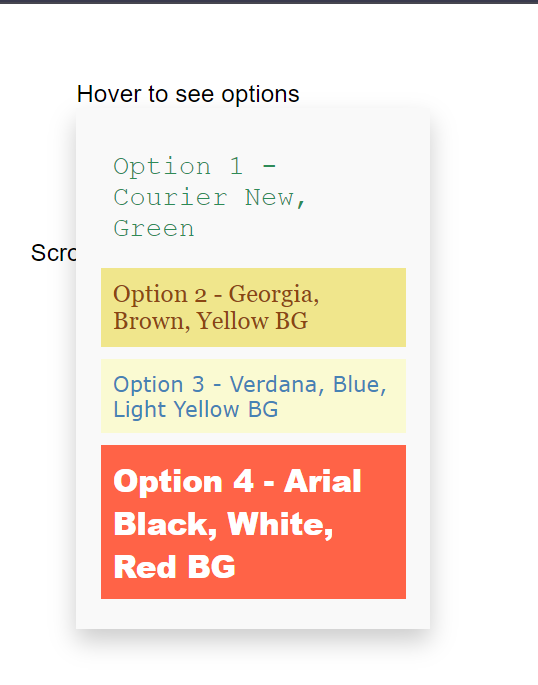 Hover to see options
Option 1 -
Courier New,
Green
Option 2 - Georgia,
Brown, Yellow BG
Option 3 - Verdana, Blue,
Light Yellow BG
Option 4 - Arial
Black, White,
Red BG